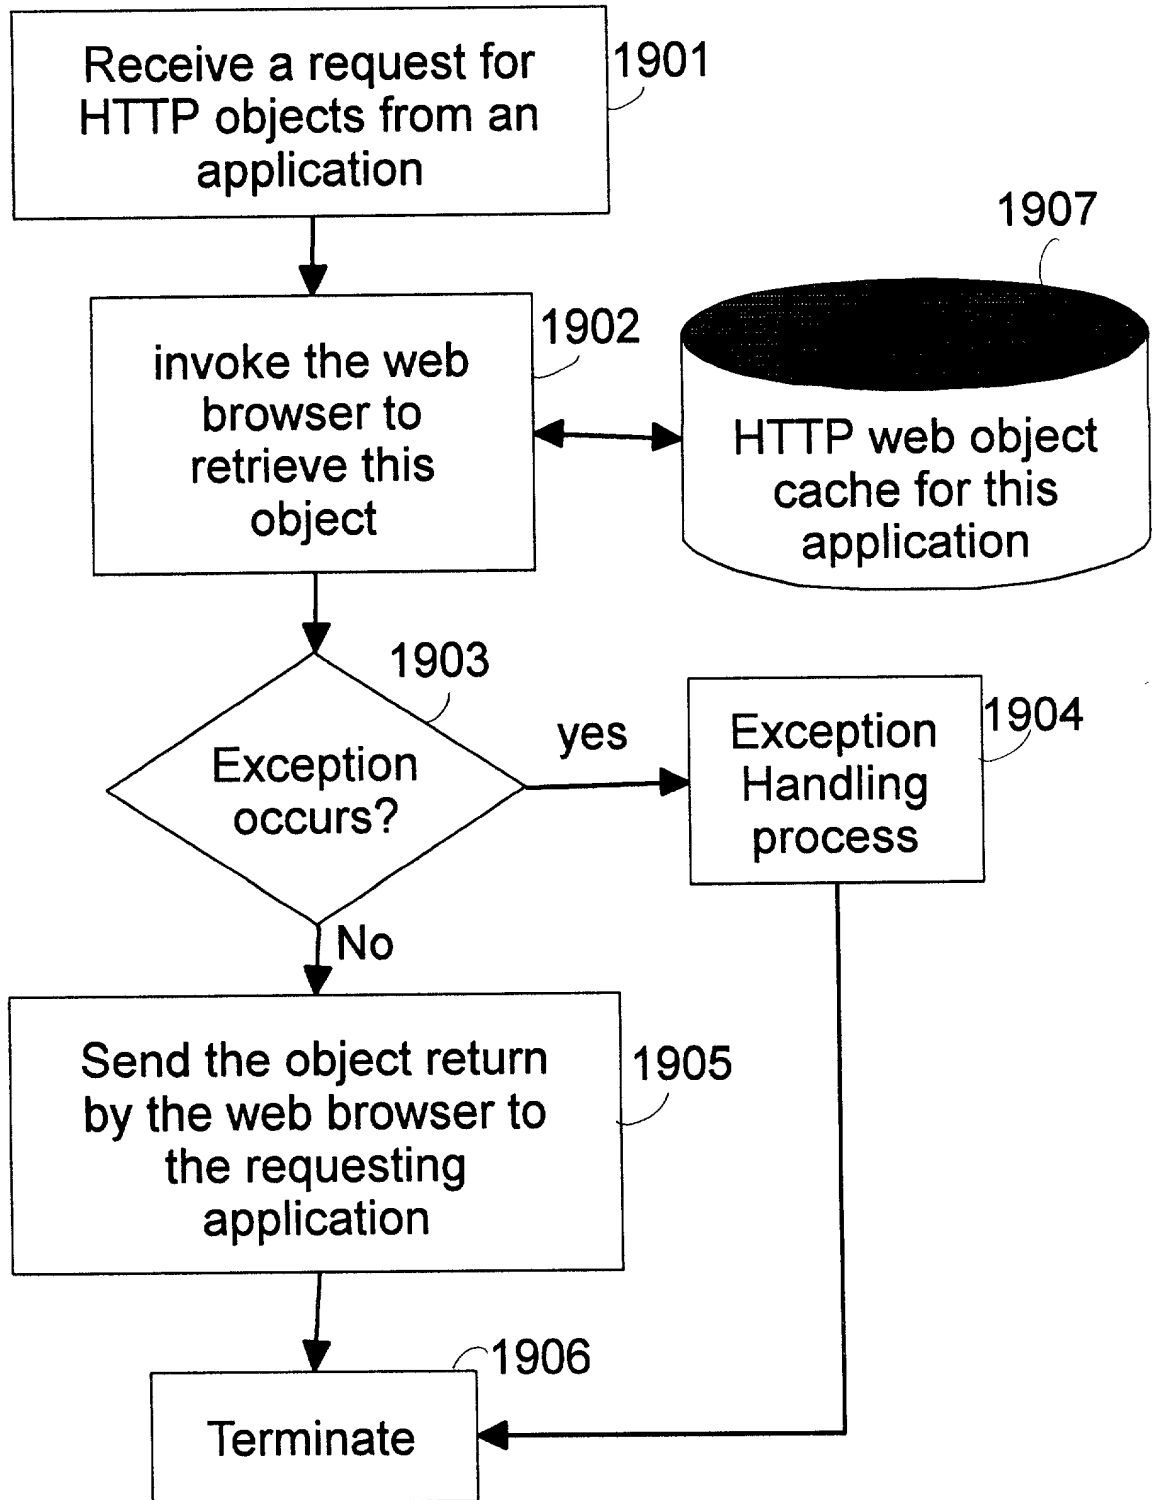 Receive a request for
HTTP objects from an
application
1901
1907
invoke the web
browser to
retrieve this
object
1902
HTTP web object
cache for this
application
1903
Exception
occurs?
yes
Exception
Handling
process
1904
No
Send the object return
by the web browser to
the requesting
application
1905
1906
Terminate